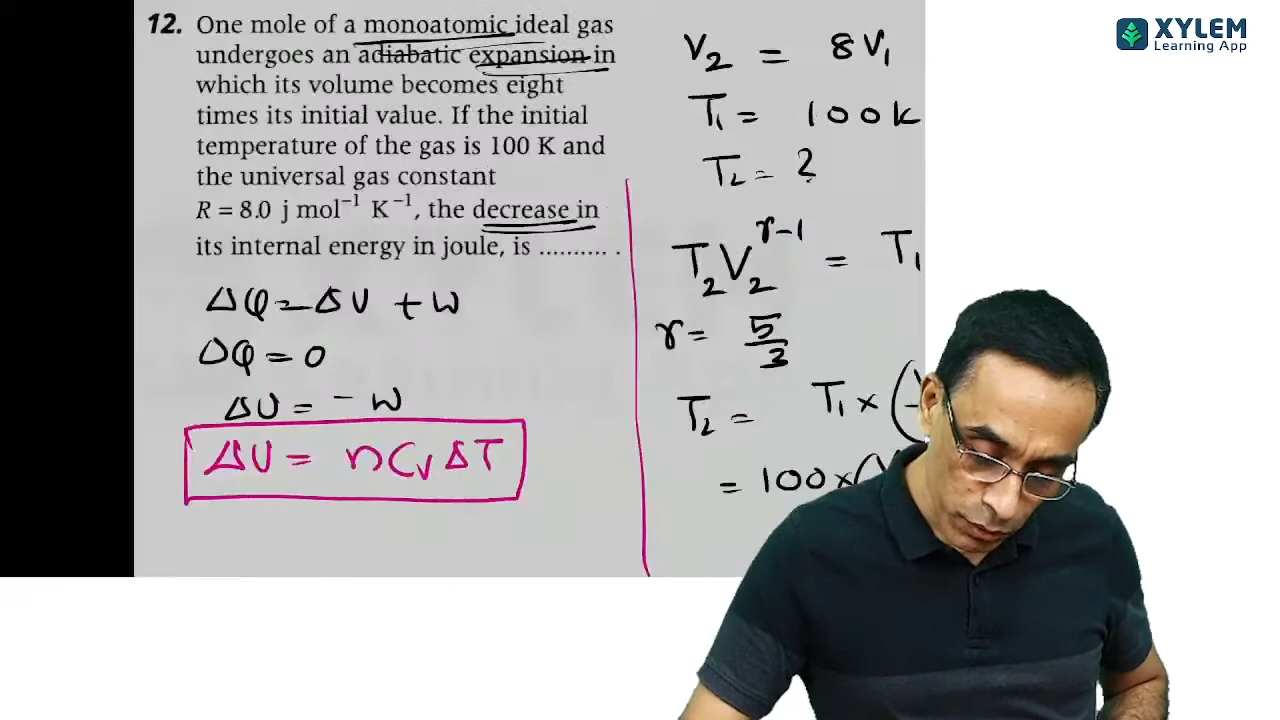 12. One mole of a monoatomic ideal gas
undergoes an adiabatic expansion in
which its volume becomes eight
times its initial value. If the initial
temperature of the gas is 100 K and
the universal gas constant
R = 8.0 j mol⁻¹ K⁻¹, the decrease in
its internal energy in joule, is .......... .
ΔQ = ΔU + W
ΔQ = 0
ΔU = - W
ΔU = nCv ΔT
V₂ = 8V₁
T₁ = 100K
T₂ = ?
T₂V₂^γ-1 = T₁
γ = 5/3
T₂ = T₁ × (
= 100 × (
XYLEM
Learning App